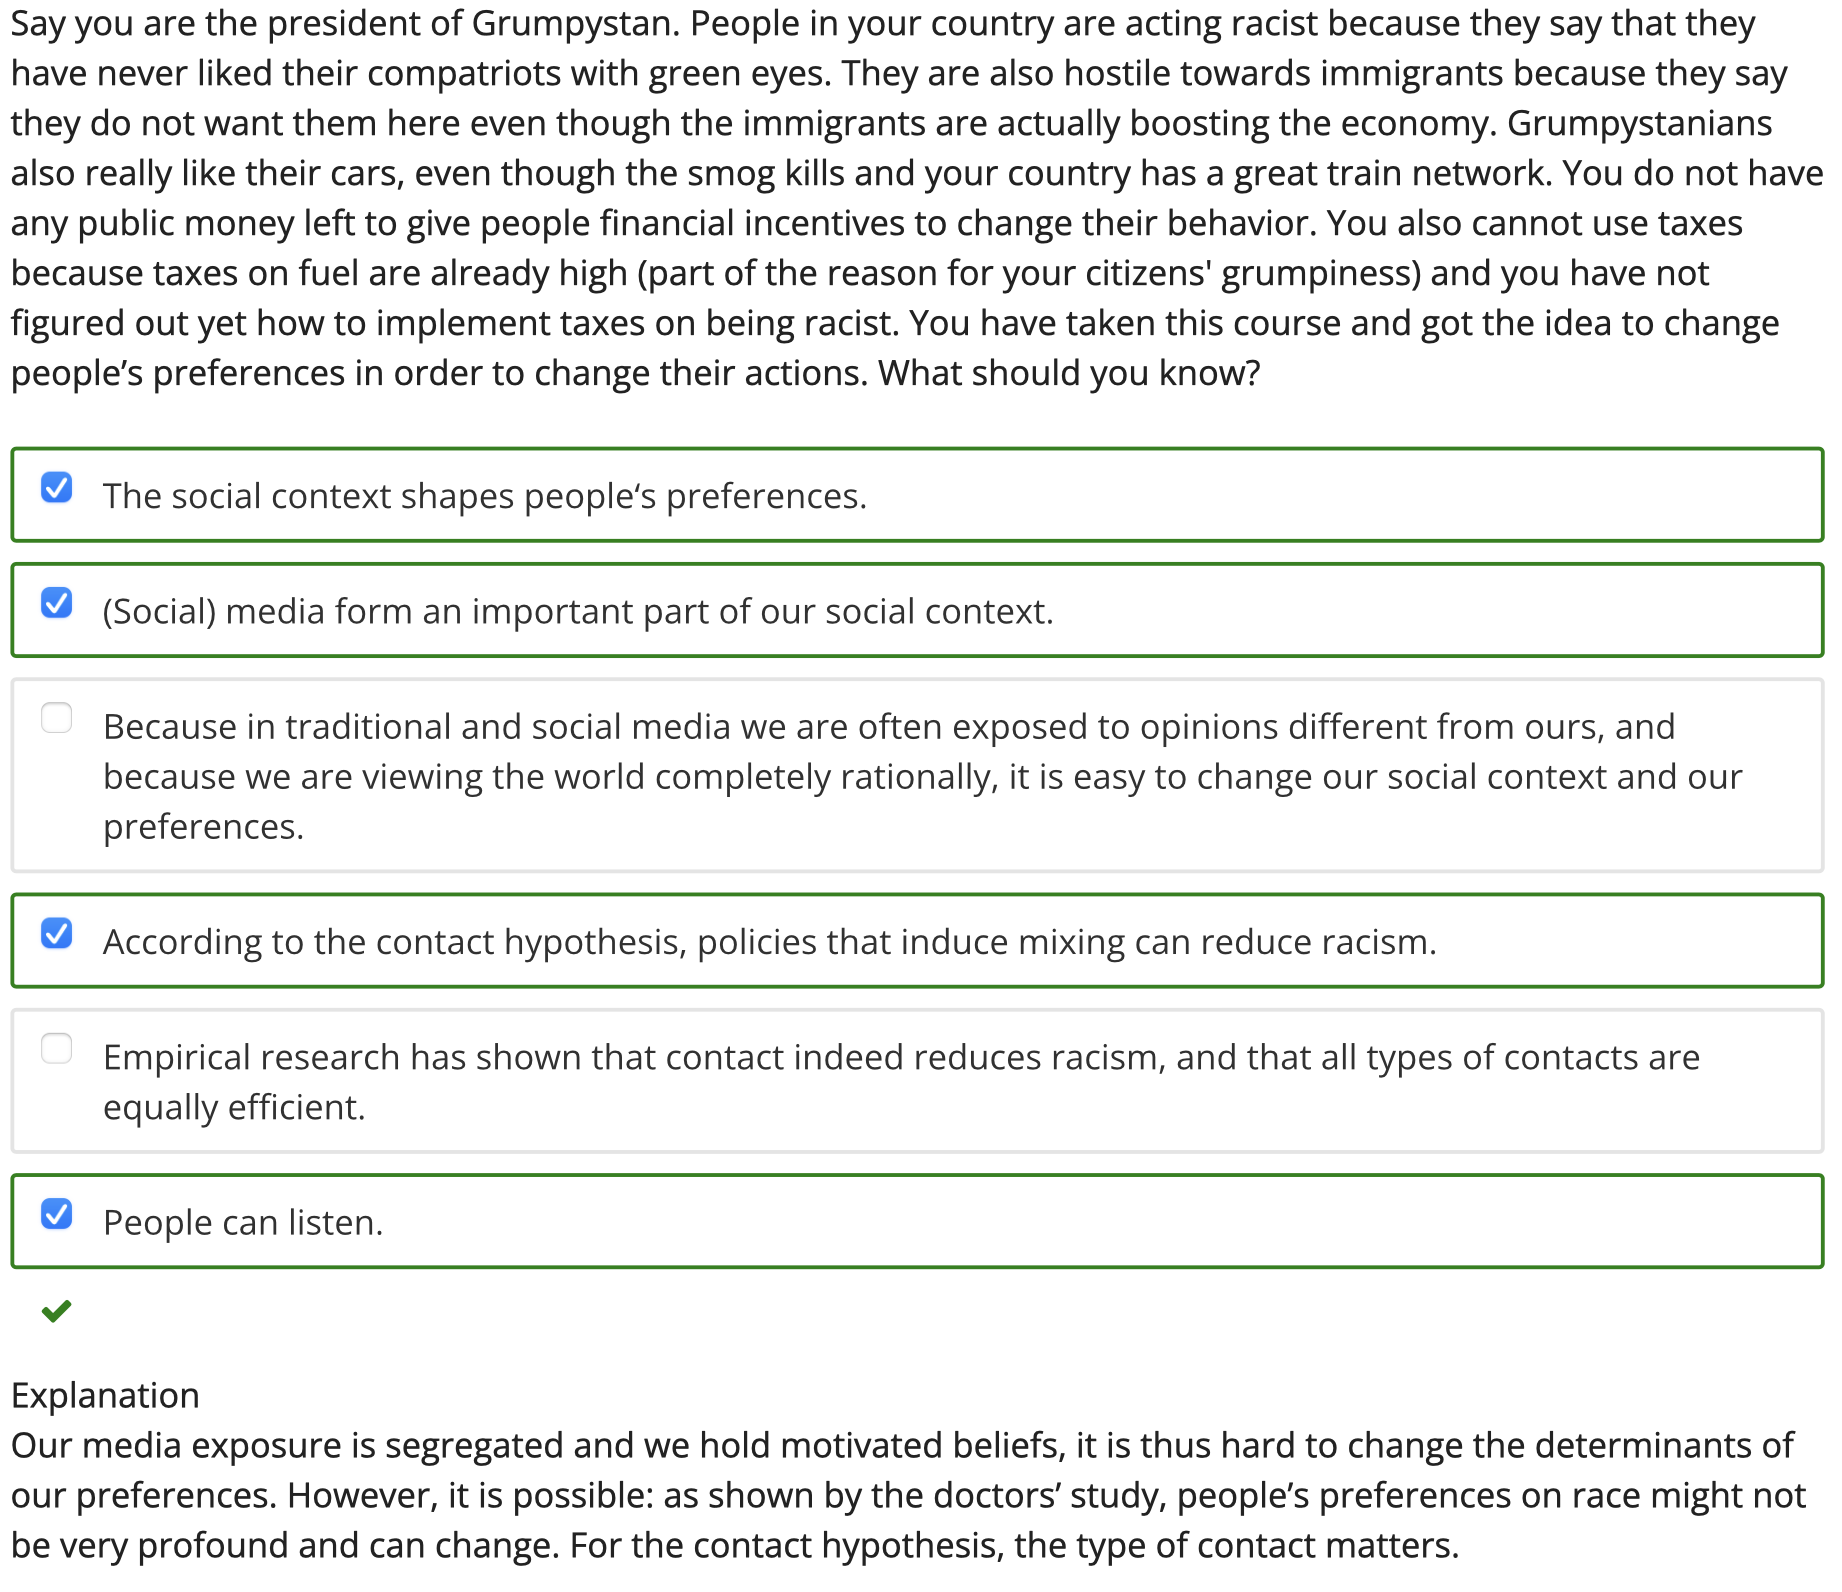 Say you are the president of Grumpystan. People in your country are acting racist because they say that they
have never liked their compatriots with green eyes. They are also hostile towards immigrants because they say
they do not want them here even though the immigrants are actually boosting the economy. Grumpystanians
also really like their cars, even though the smog kills and your country has a great train network. You do not have
any public money left to give people financial incentives to change their behavior. You also cannot use taxes
because taxes on fuel are already high (part of the reason for your citizens' grumpiness) and you have not
figured out yet how to implement taxes on being racist. You have taken this course and got the idea to change
people’s preferences in order to change their actions. What should you know?
The social context shapes people‘s preferences.
(Social) media form an important part of our social context.
Because in traditional and social media we are often exposed to opinions different from ours, and
because we are viewing the world completely rationally, it is easy to change our social context and our
preferences.
According to the contact hypothesis, policies that induce mixing can reduce racism.
Empirical research has shown that contact indeed reduces racism, and that all types of contacts are
equally efficient.
People can listen.
Explanation
Our media exposure is segregated and we hold motivated beliefs, it is thus hard to change the determinants of
our preferences. However, it is possible: as shown by the doctors’ study, people’s preferences on race might not
be very profound and can change. For the contact hypothesis, the type of contact matters.